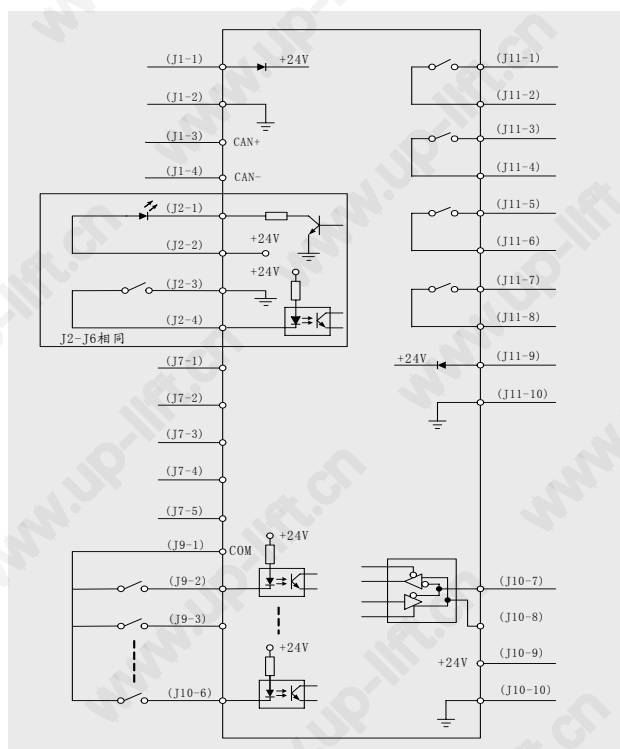 (J1-1)
+24V
(J1-2)
(J1-3)
CAN+
(J1-4)
CAN-
(J2-1)
(J2-2)
+24V
+24V
(J2-3)
(J2-4)
J2-J6相同
(J7-1)
(J7-2)
(J7-3)
(J7-4)
(J7-5)
(J9-1)
COM
+24V
(J9-2)
(J9-3)
+24V
(J10-6)
(J11-1)
(J11-2)
(J11-3)
(J11-4)
(J11-5)
(J11-6)
(J11-7)
(J11-8)
+24V
(J11-9)
(J11-10)
(J10-7)
(J10-8)
+24V
(J10-9)
(J10-10)
www.up-lift.cn